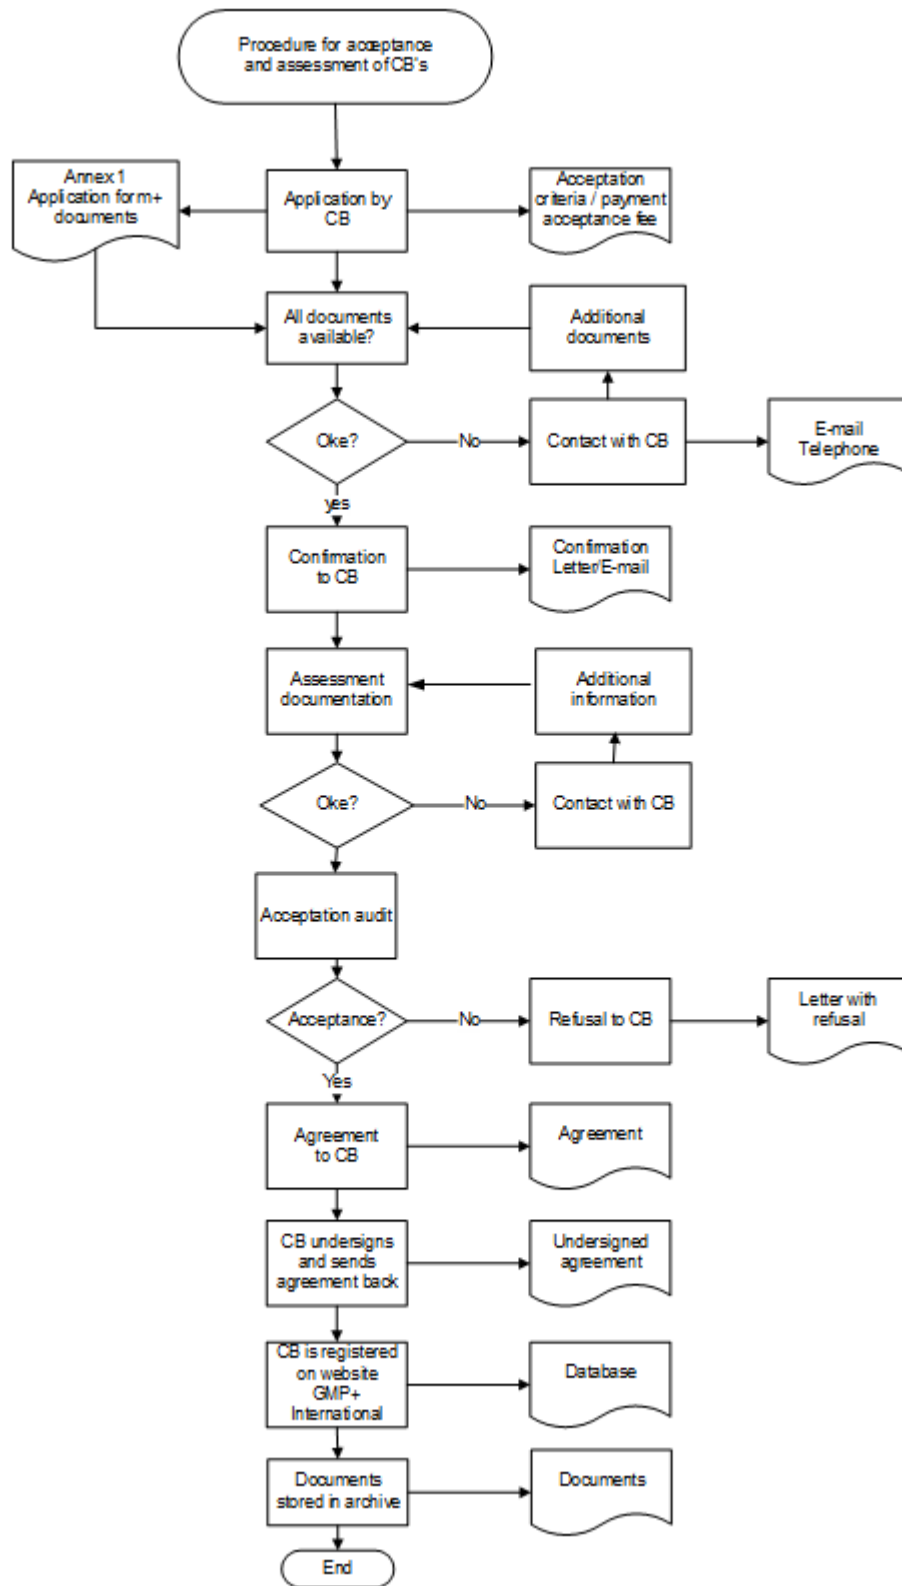 Procedure for acceptance
and assessment of CB's
Annex 1
Application form+
documents
Application by
CB
Acceptation
criteria / payment
acceptance fee
All documents
available?
Additional
documents
Oke?
No
Contact with CB
E-mail
Telephone
yes
Confirmation
to CB
Confirmation
Letter/E-mail
Assessment
documentation
Additional
information
Oke?
No
Contact with CB
Acceptation audit
Acceptance?
No
Refusal to CB
Letter with
refusal
Yes
Agreement
to CB
Agreement
CB undersigns
and sends
agreement back
Undersigned
agreement
CB is registered
on website
GMP+
International
Database
Documents
stored in archive
Documents
End